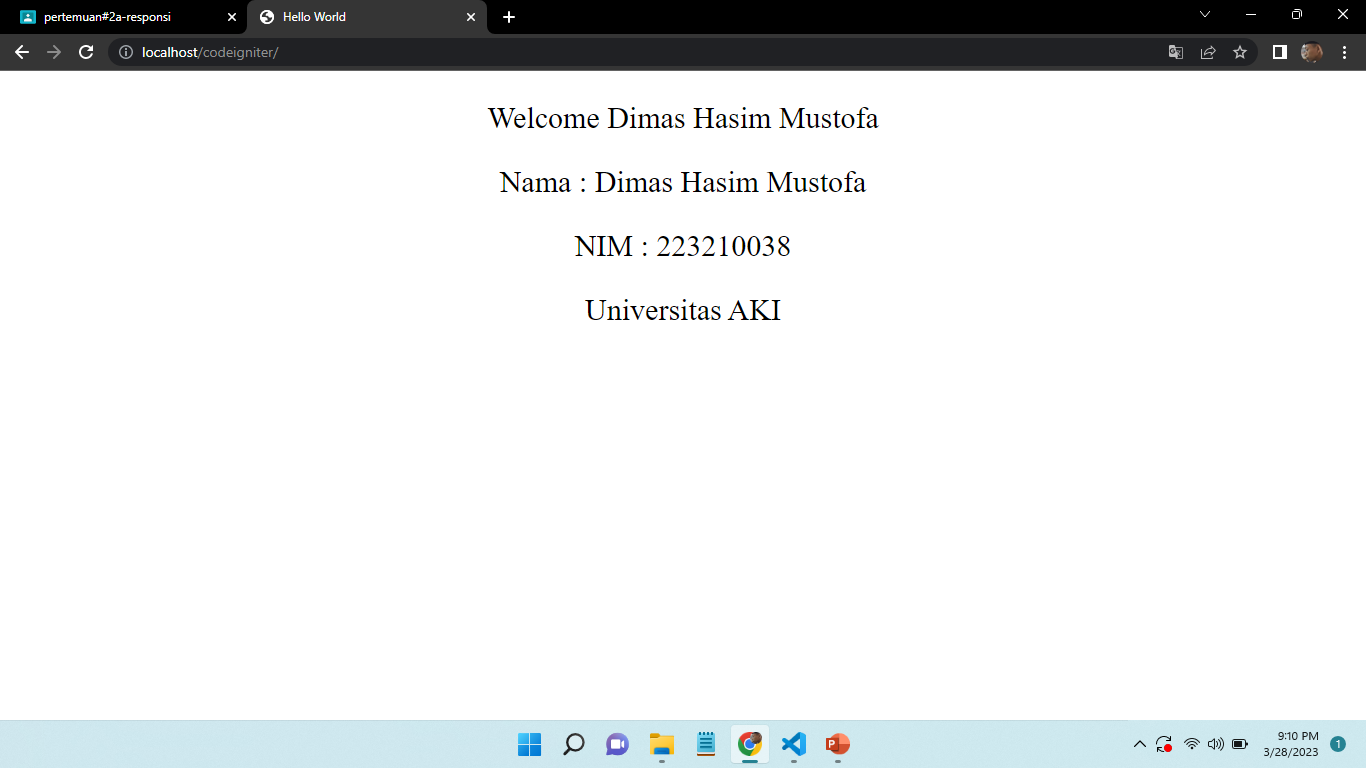 pertemuan#2a-responsi
Hello World
localhost/codeigniter/
Welcome Dimas Hasim Mustofa
Nama : Dimas Hasim Mustofa
NIM : 223210038
Universitas AKI
9:10 PM
3/28/2023
1